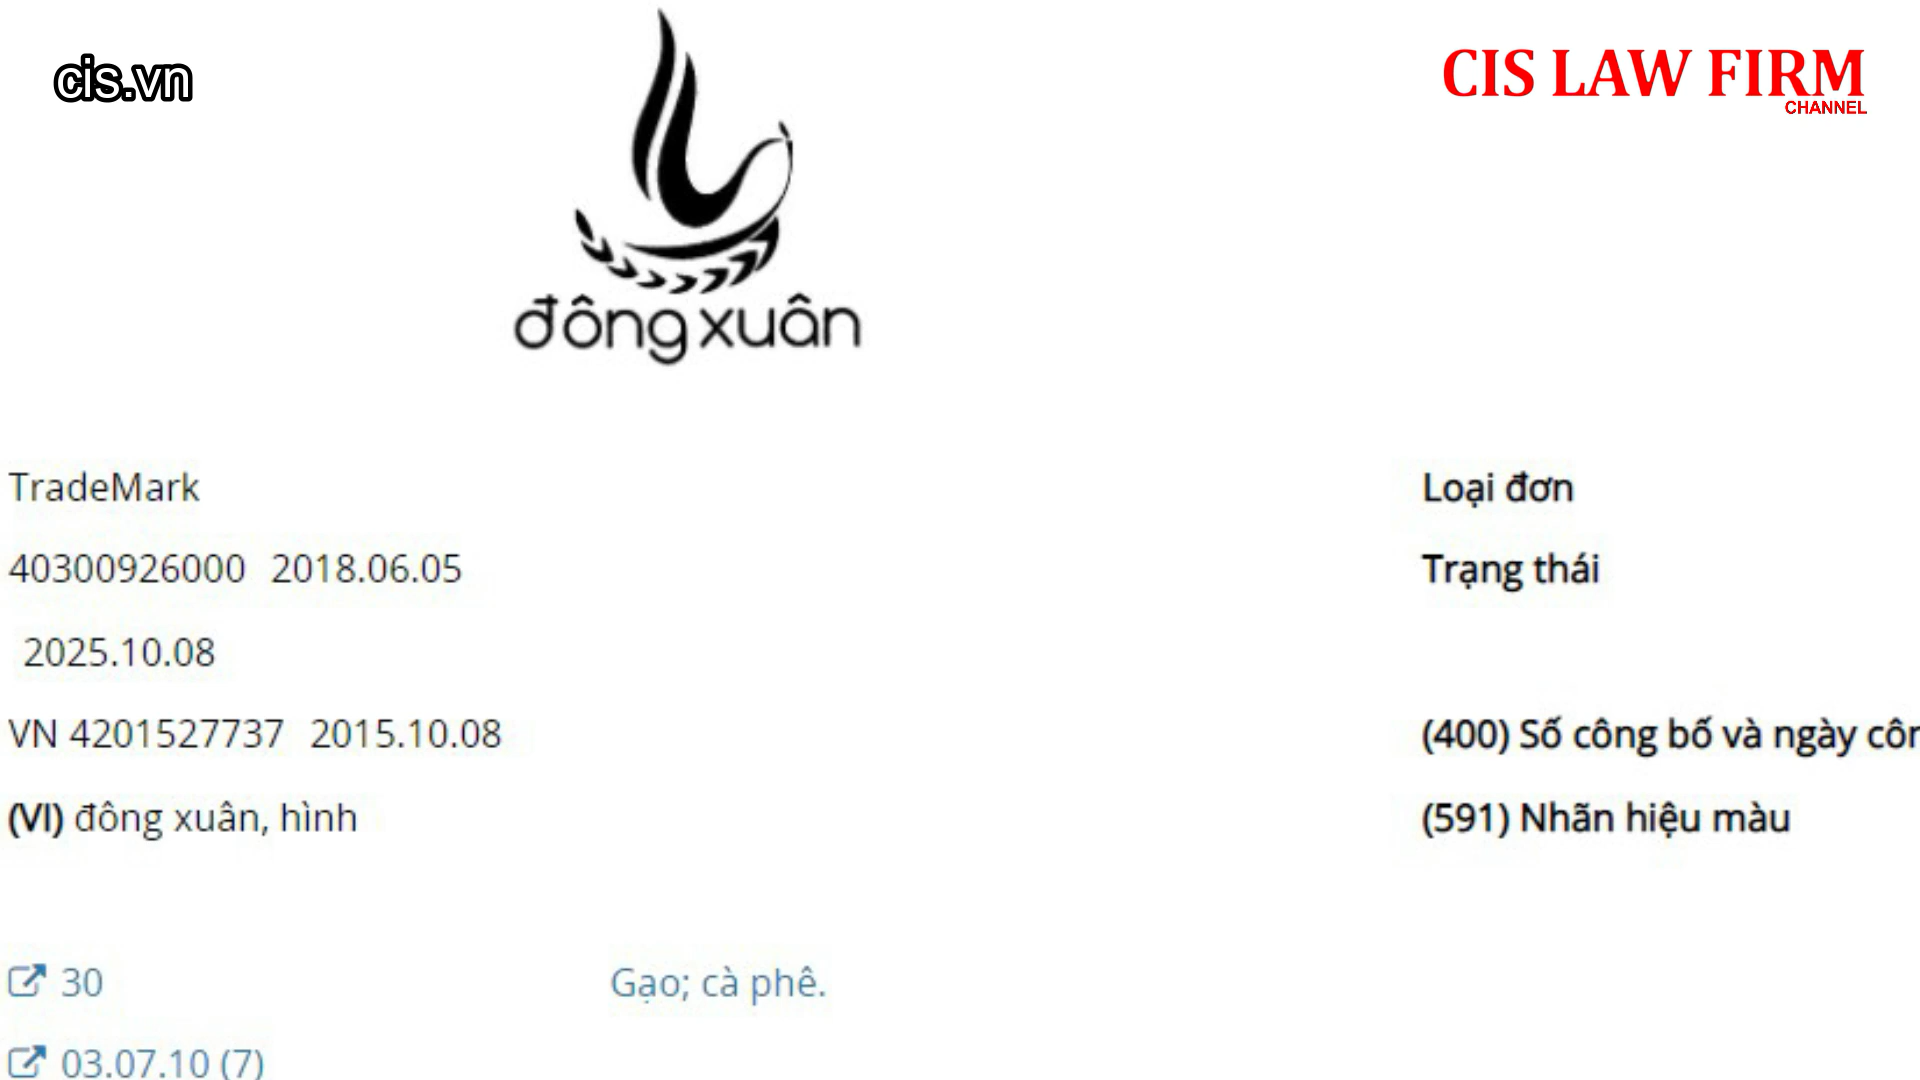 cis.vn
CIS LAW FIRM
CHANNEL
đông xuân
TradeMark
Loại đơn
40300926000 2018.06.05
Trạng thái
2025.10.08
VN 4201527737 2015.10.08
(400) Số công bố và ngày côn
(VI) đông xuân, hình
(591) Nhãn hiệu màu
30
Gạo; cà phê.
03.07.10 (7)